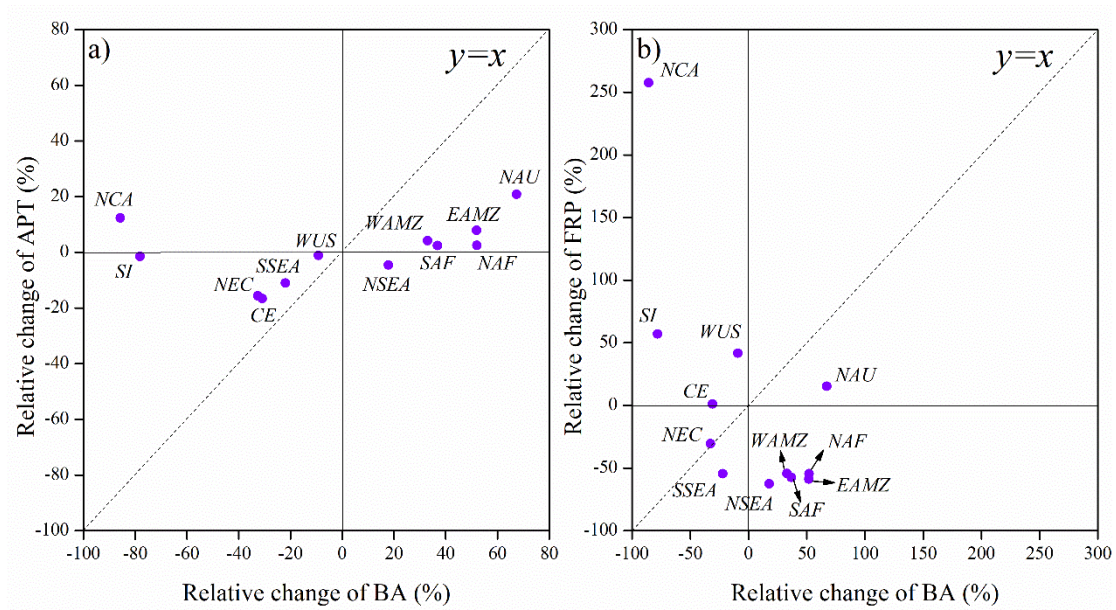 a)
y=x
80
60
40
20
0
-20
-40
-60
-80
-100
Relative change of APT (%)
NCA
SI
NEC
CE
SSEA
WUS
NSEA
WAMZ
SAF
EAMZ
NAF
NAU
-100 -80 -60 -40 -20 0 20 40 60 80
Relative change of BA (%)
b)
y=x
300
250
200
150
100
50
0
-50
-100
Relative change of FRP (%)
NCA
SI
WUS
CE
NAU
NEC
WAMZ
NAF
SSEA
NSEA
SAF
EAMZ
-100 -50 0 50 100 150 200 250 300
Relative change of BA (%)